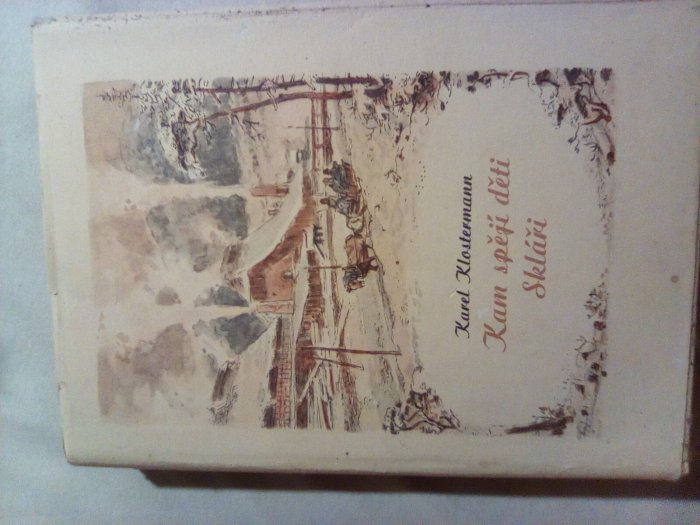 Karel Klostermann
Kam spějí děti
Skláři